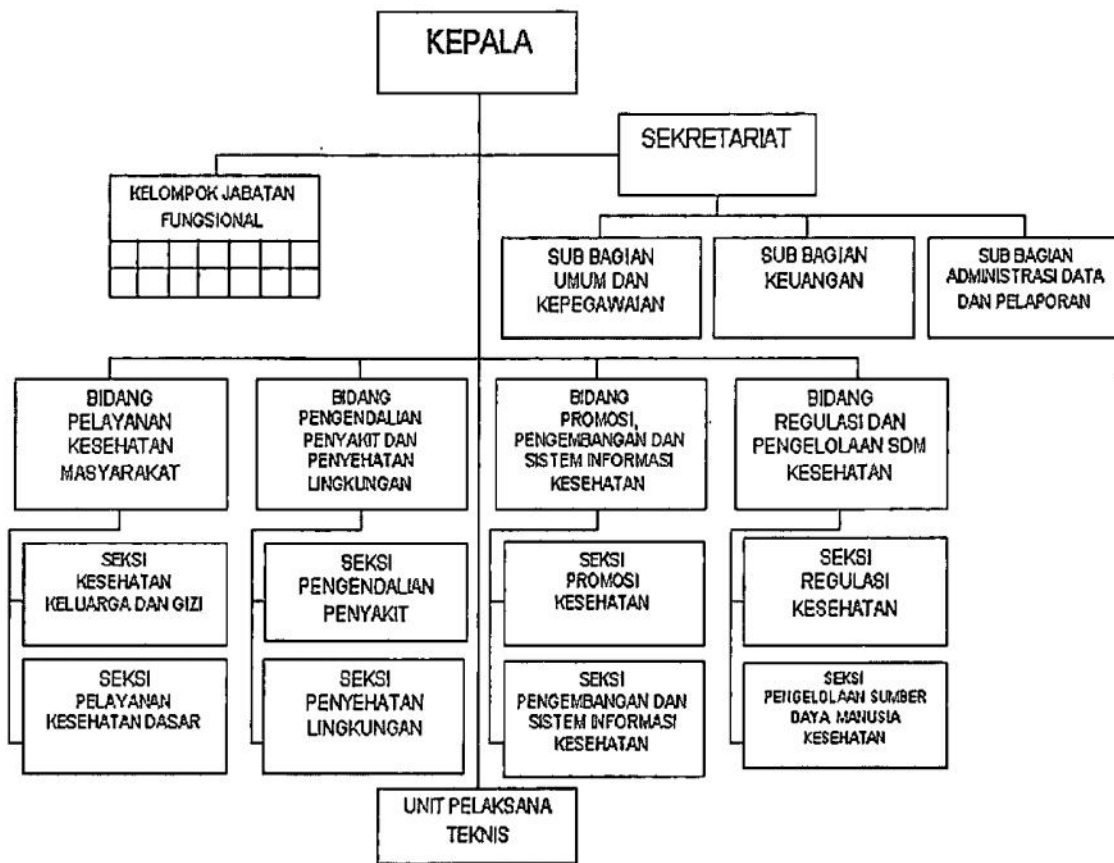 KEPALA
SEKRETARIAT
KELOMPOK JABATAN
FUNGSIONAL
SUB BAGIAN
UMUM DAN
KEPEGAWAIAN
SUB BAGIAN
KEUANGAN
SUB BAGIAN
ADMINISTRASI DATA
DAN PELAPORAN
BIDANG
PELAYANAN
KESEHATAN
MASYARAKAT
BIDANG
PENGENDALIAN
PENYAKIT DAN
PENYEHATAN
LINGKUNGAN
BIDANG
PROMOSI,
PENGEMBANGAN DAN
SISTEM INFORMASI
KESEHATAN
BIDANG
REGULASI DAN
PENGELOLAAN SDM
KESEHATAN
SEKSI
KESEHATAN
KELUARGA DAN GIZI
SEKSI
PENGENDALIAN
PENYAKIT
SEKSI
PROMOSI
KESEHATAN
SEKSI
REGULASI
KESEHATAN
SEKSI
PELAYANAN
KESEHATAN DASAR
SEKSI
PENYEHATAN
LINGKUNGAN
SEKSI
PENGEMBANGAN DAN
SISTEM INFORMASI
KESEHATAN
SEKSI
PENGELOLAAN SUMBER
DAYA MANUSIA
KESEHATAN
UNIT PELAKSANA
TEKNIS